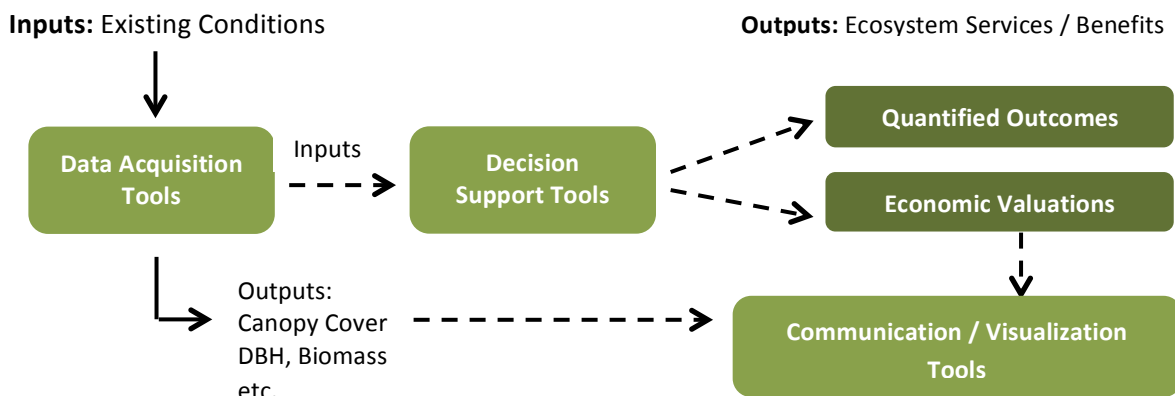 Inputs: Existing Conditions
Outputs: Ecosystem Services / Benefits
Quantified Outcomes
Data Acquisition
Tools
Inputs
Decision
Support Tools
Economic Valuations
Outputs:
Canopy Cover
DBH, Biomass
etc.
Communication / Visualization
Tools